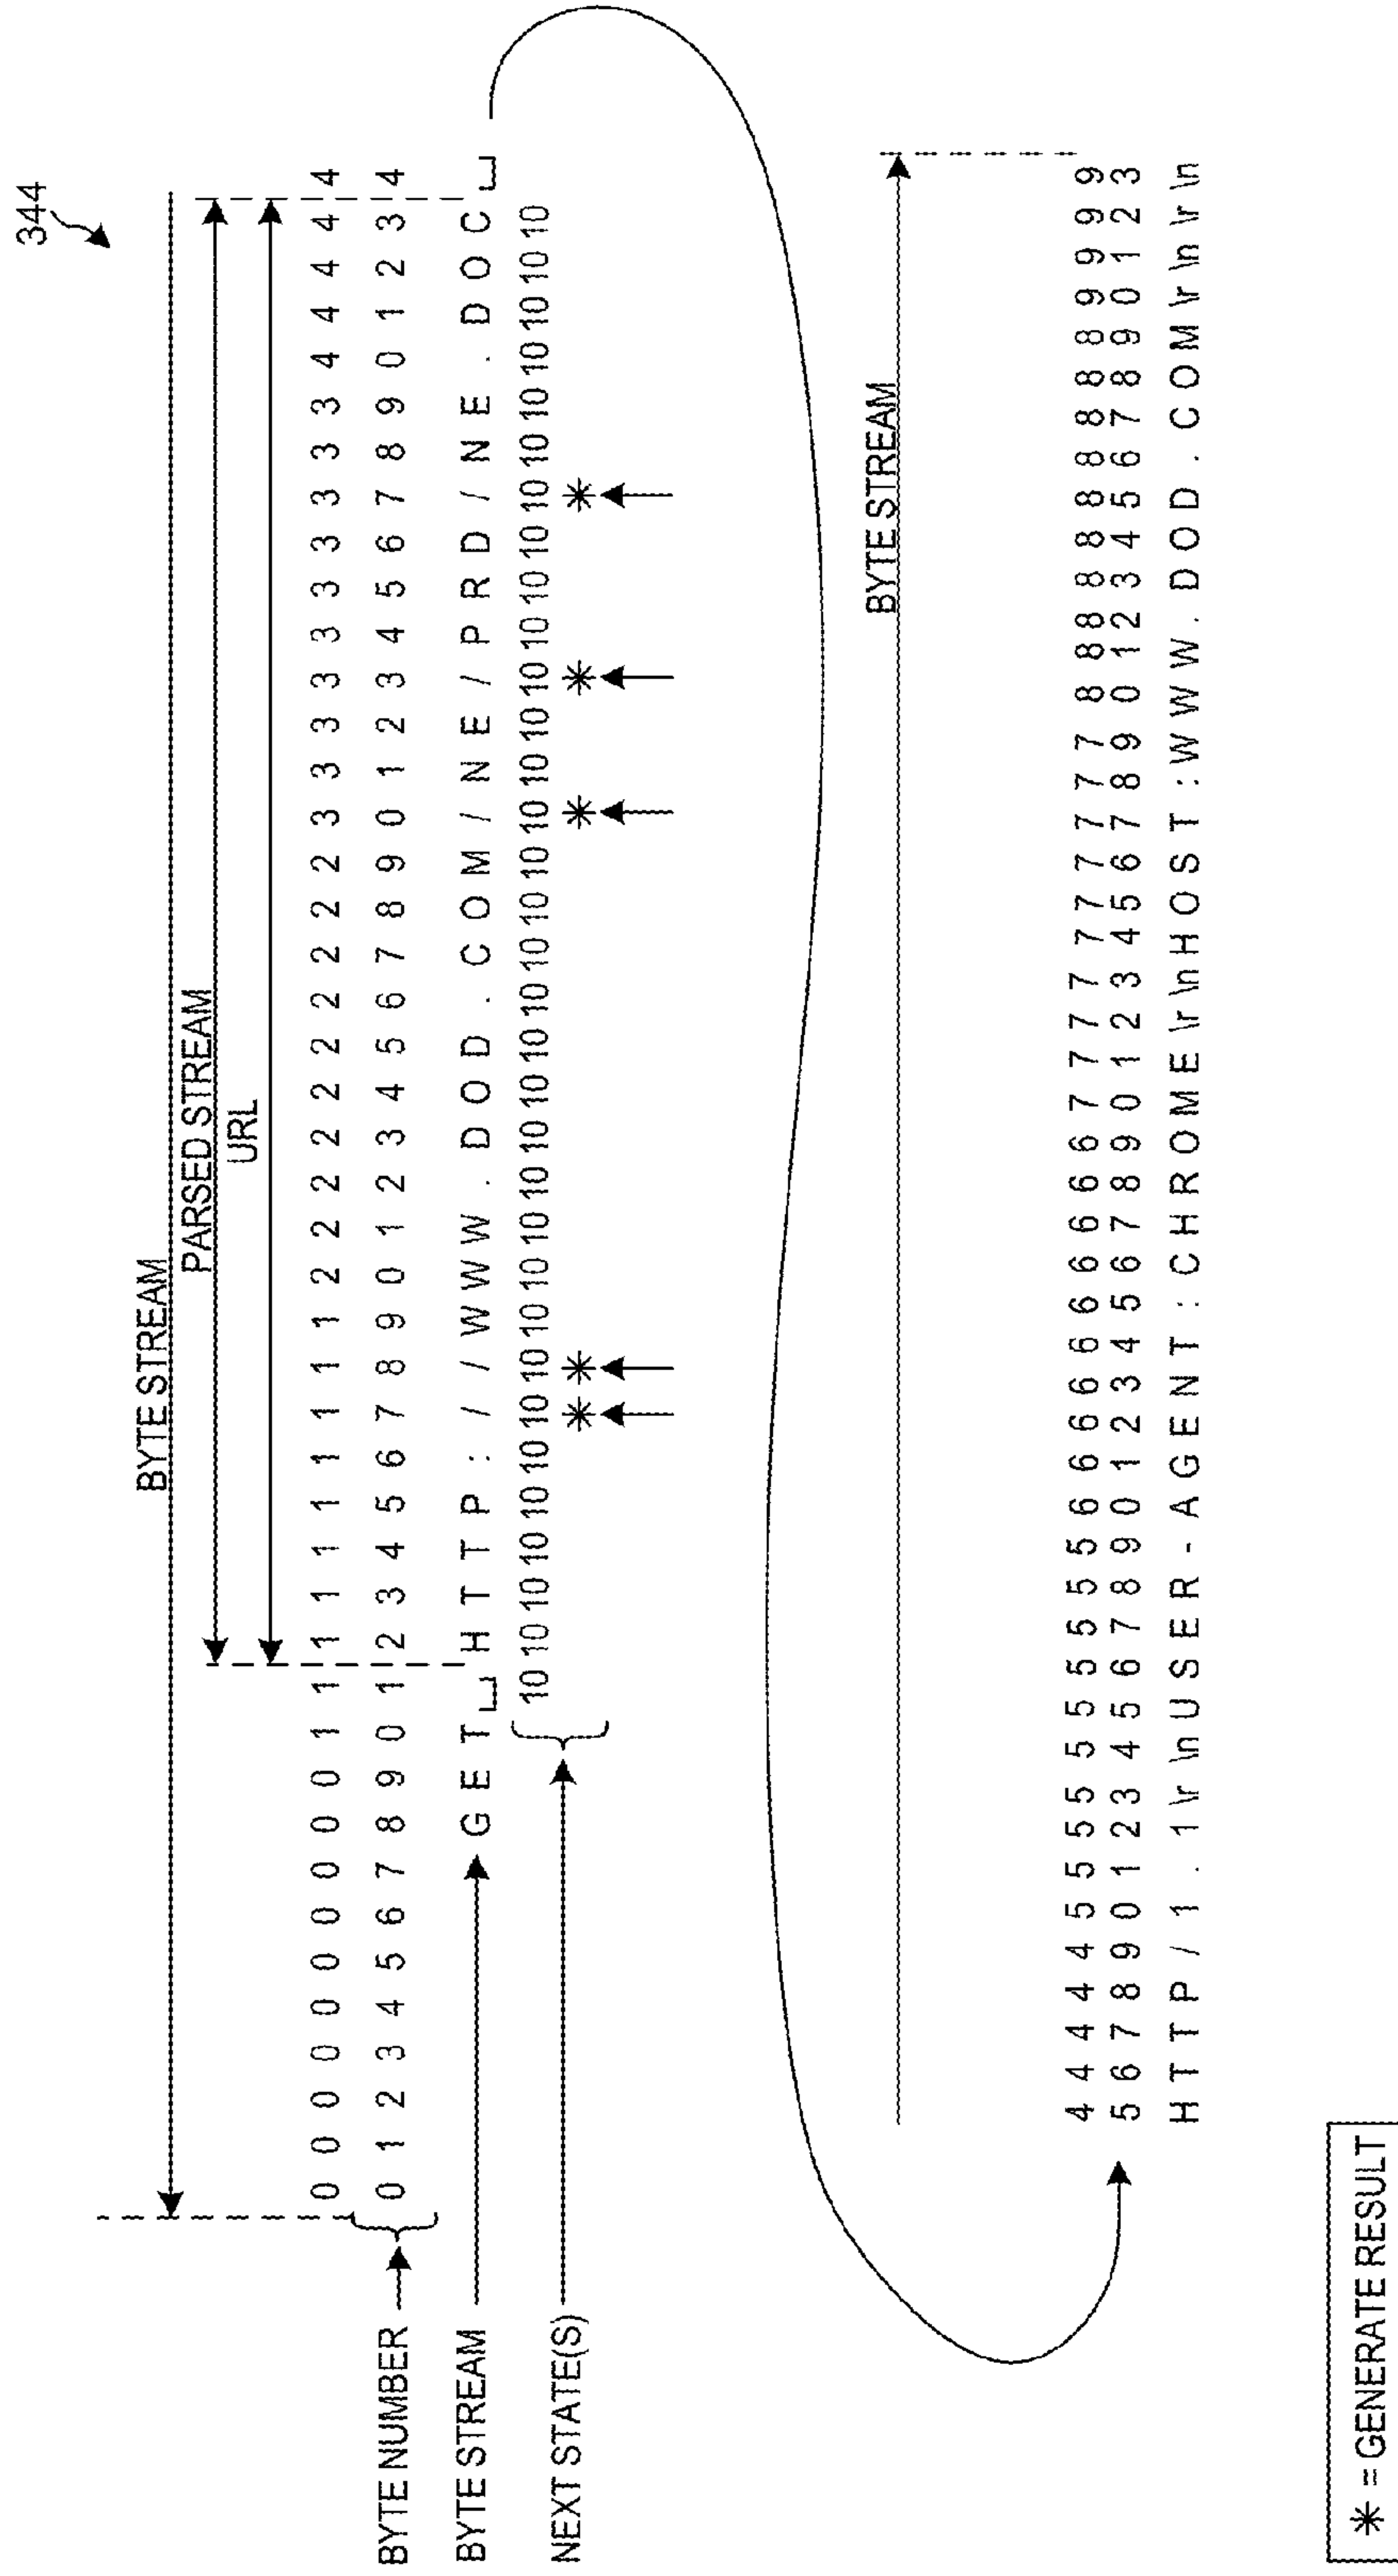 344
BYTE STREAM
PARSED STREAM
URL
0 0 0 0 0 0 0 0 0 0 1 1 1 1 1 1 1 1 1 1 2 2 2 2 2 2 2 2 2 2 3 3 3 3 3 3 3 3 3 3 4 4 4 4 4
BYTE NUMBER 0 1 2 3 4 5 6 7 8 9 0 1 2 3 4 5 6 7 8 9 0 1 2 3 4 5 6 7 8 9 0 1 2 3 4 5 6 7 8 9 0 1 2 3 4
BYTE STREAM G E T ␣ H T T P : / / W W W . D O D . C O M / N E / P R D / N E . D O C ␣
NEXT STATE(S) 10 10 10 10 10 10 10 10 10 10 10 10 10 10 10 10 10 10 10 10 10 10 10 10 10 10 10 10 10 10 10 10 10
* * * * *
BYTE STREAM
4 4 4 4 4 5 5 5 5 5 5 5 5 5 5 6 6 6 6 6 6 6 6 6 6 7 7 7 7 7 7 7 7 7 7 8 8 8 8 8 8 8 8 8 8 9 9 9 9
5 6 7 8 9 0 1 2 3 4 5 6 7 8 9 0 1 2 3 4 5 6 7 8 9 0 1 2 3 4 5 6 7 8 9 0 1 2 3 4 5 6 7 8 9 0 1 2 3
H T T P / 1 . 1 \r \n U S E R - A G E N T : C H R O M E \r \n H O S T : W W W . D O D . C O M \r \n \r \n
* = GENERATE RESULT